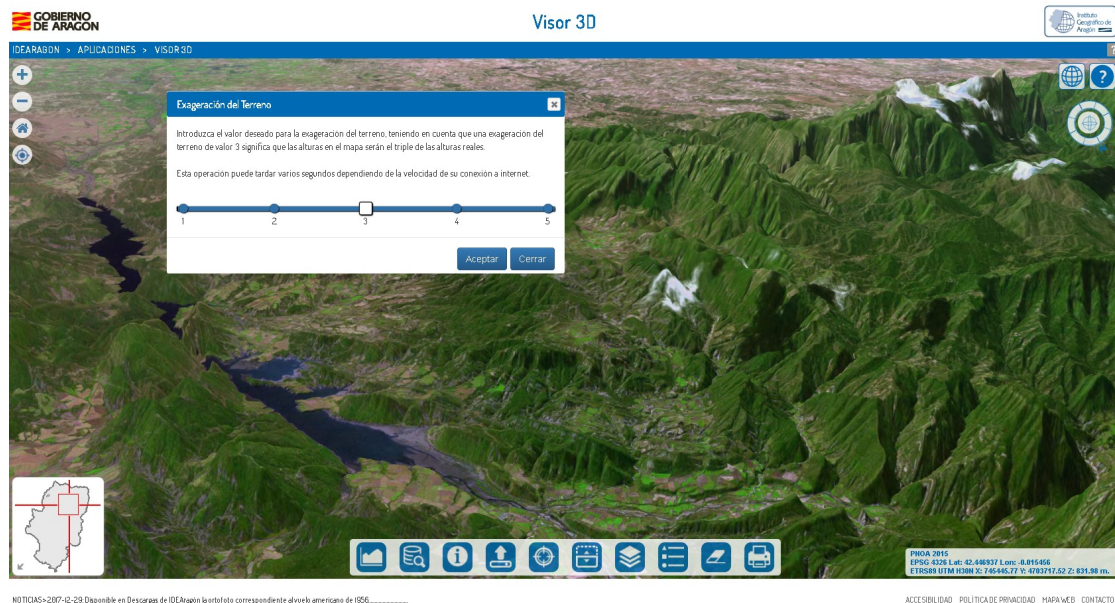 GOBIERNO
DE ARAGON
Visor 3D
Instituto
Geográfico de
Aragón
IDEARAGON > APLICACIONES > VISOR 3D
?
Exageración del Terreno
Introduzca el valor deseado para la exageración del terreno, teniendo en cuenta que una exageración del
terreno de valor 3 significa que las alturas en el mapa serán el triple de las alturas reales.
Esta operación puede tardar varios segundos dependiendo de la velocidad de su conexión a internet.
1 2 3 4 5
Aceptar Cerrar
PNOA 2015
EPSG 4326 Lat: 42.446937 Lon: -0.015456
ETRS89 UTM H30N X: 745445.77 Y: 4703717.52 Z: 831.98 m.
NOTICIAS>2017-12-29: Disponible en Descargas de IDEAragón la ortofoto correspondiente al vuelo americano de 1956
ACCESIBILIDAD POLÍTICA DE PRIVACIDAD MAPA WEB CONTACTO